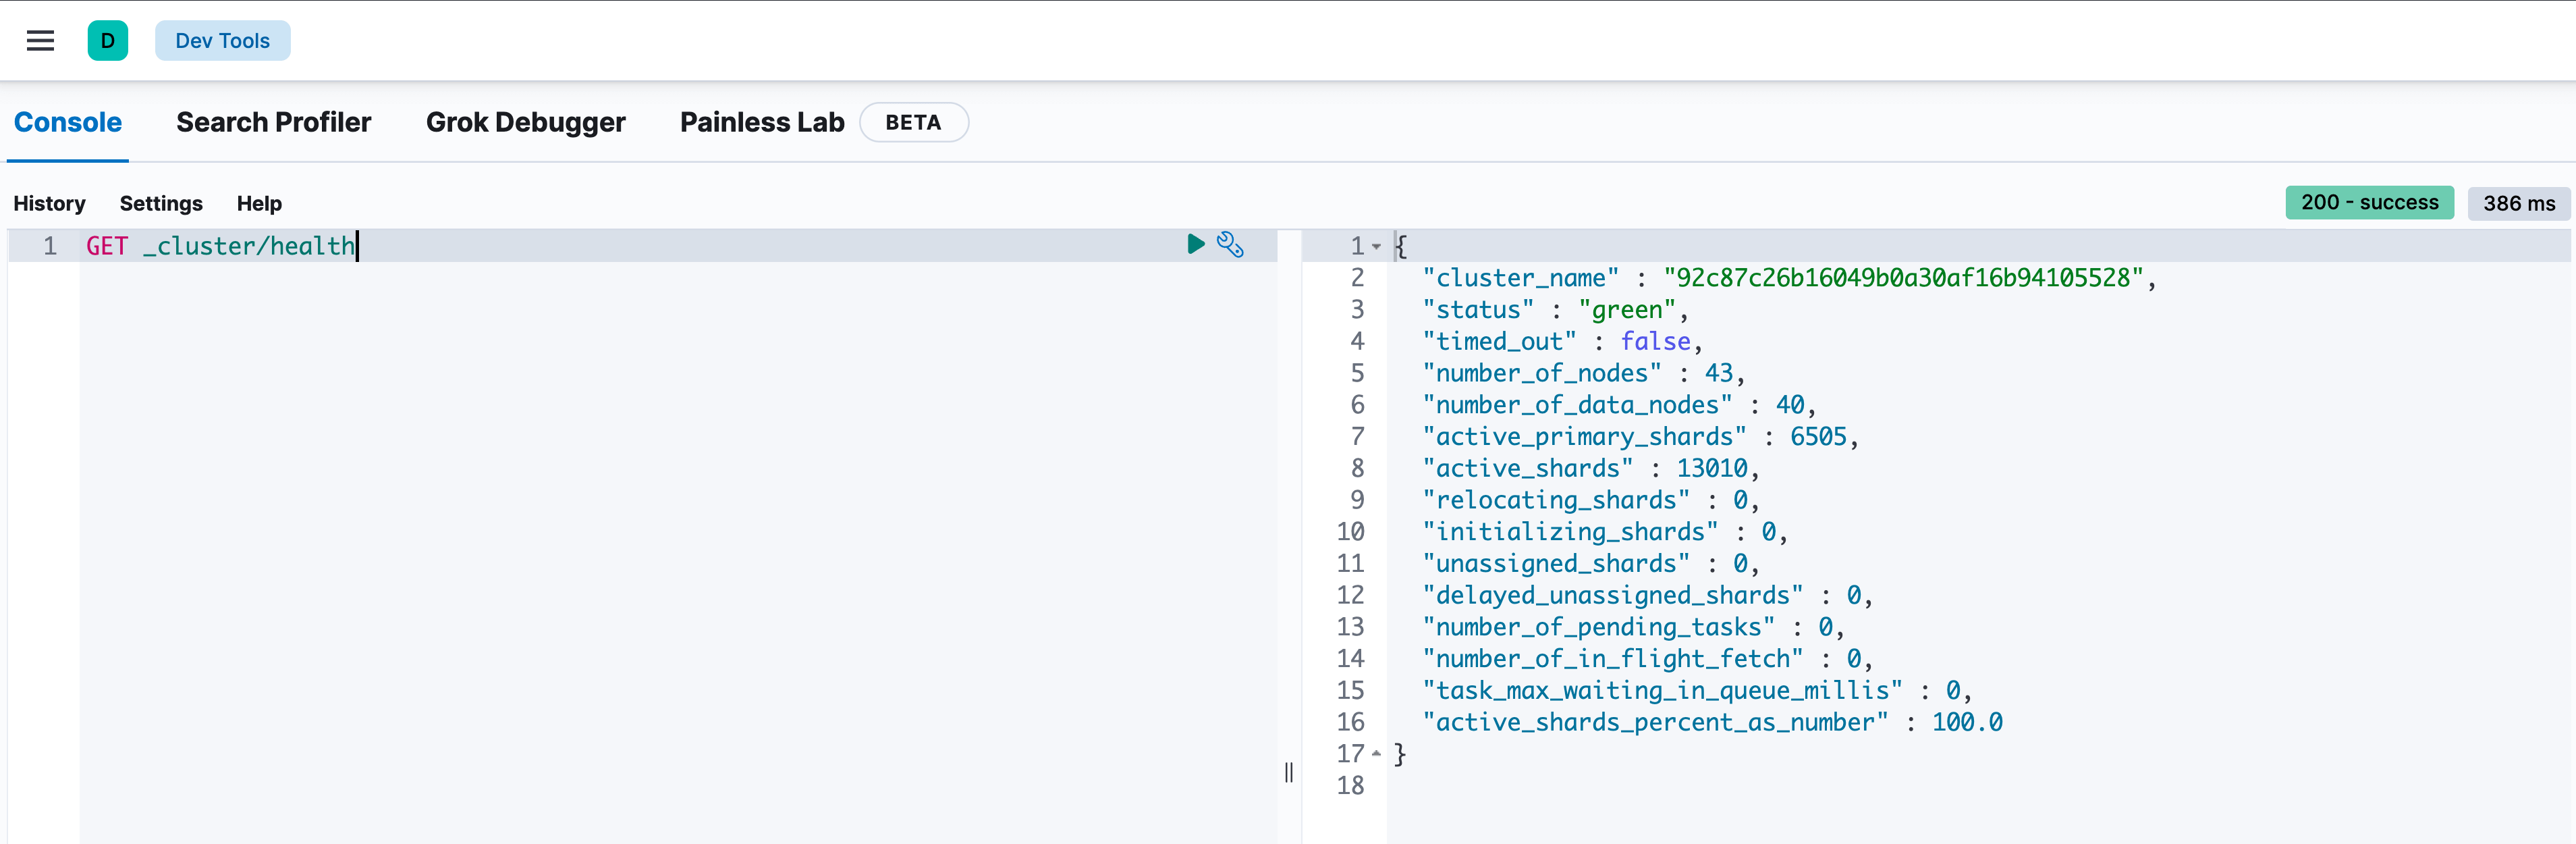 D Dev Tools
Console Search Profiler Grok Debugger Painless Lab BETA
History Settings Help 200 - success 386 ms
1 GET _cluster/health
1 {
2 "cluster_name" : "92c87c26b16049b0a30af16b94105528",
3 "status" : "green",
4 "timed_out" : false,
5 "number_of_nodes" : 43,
6 "number_of_data_nodes" : 40,
7 "active_primary_shards" : 6505,
8 "active_shards" : 13010,
9 "relocating_shards" : 0,
10 "initializing_shards" : 0,
11 "unassigned_shards" : 0,
12 "delayed_unassigned_shards" : 0,
13 "number_of_pending_tasks" : 0,
14 "number_of_in_flight_fetch" : 0,
15 "task_max_waiting_in_queue_millis" : 0,
16 "active_shards_percent_as_number" : 100.0
17 }
18